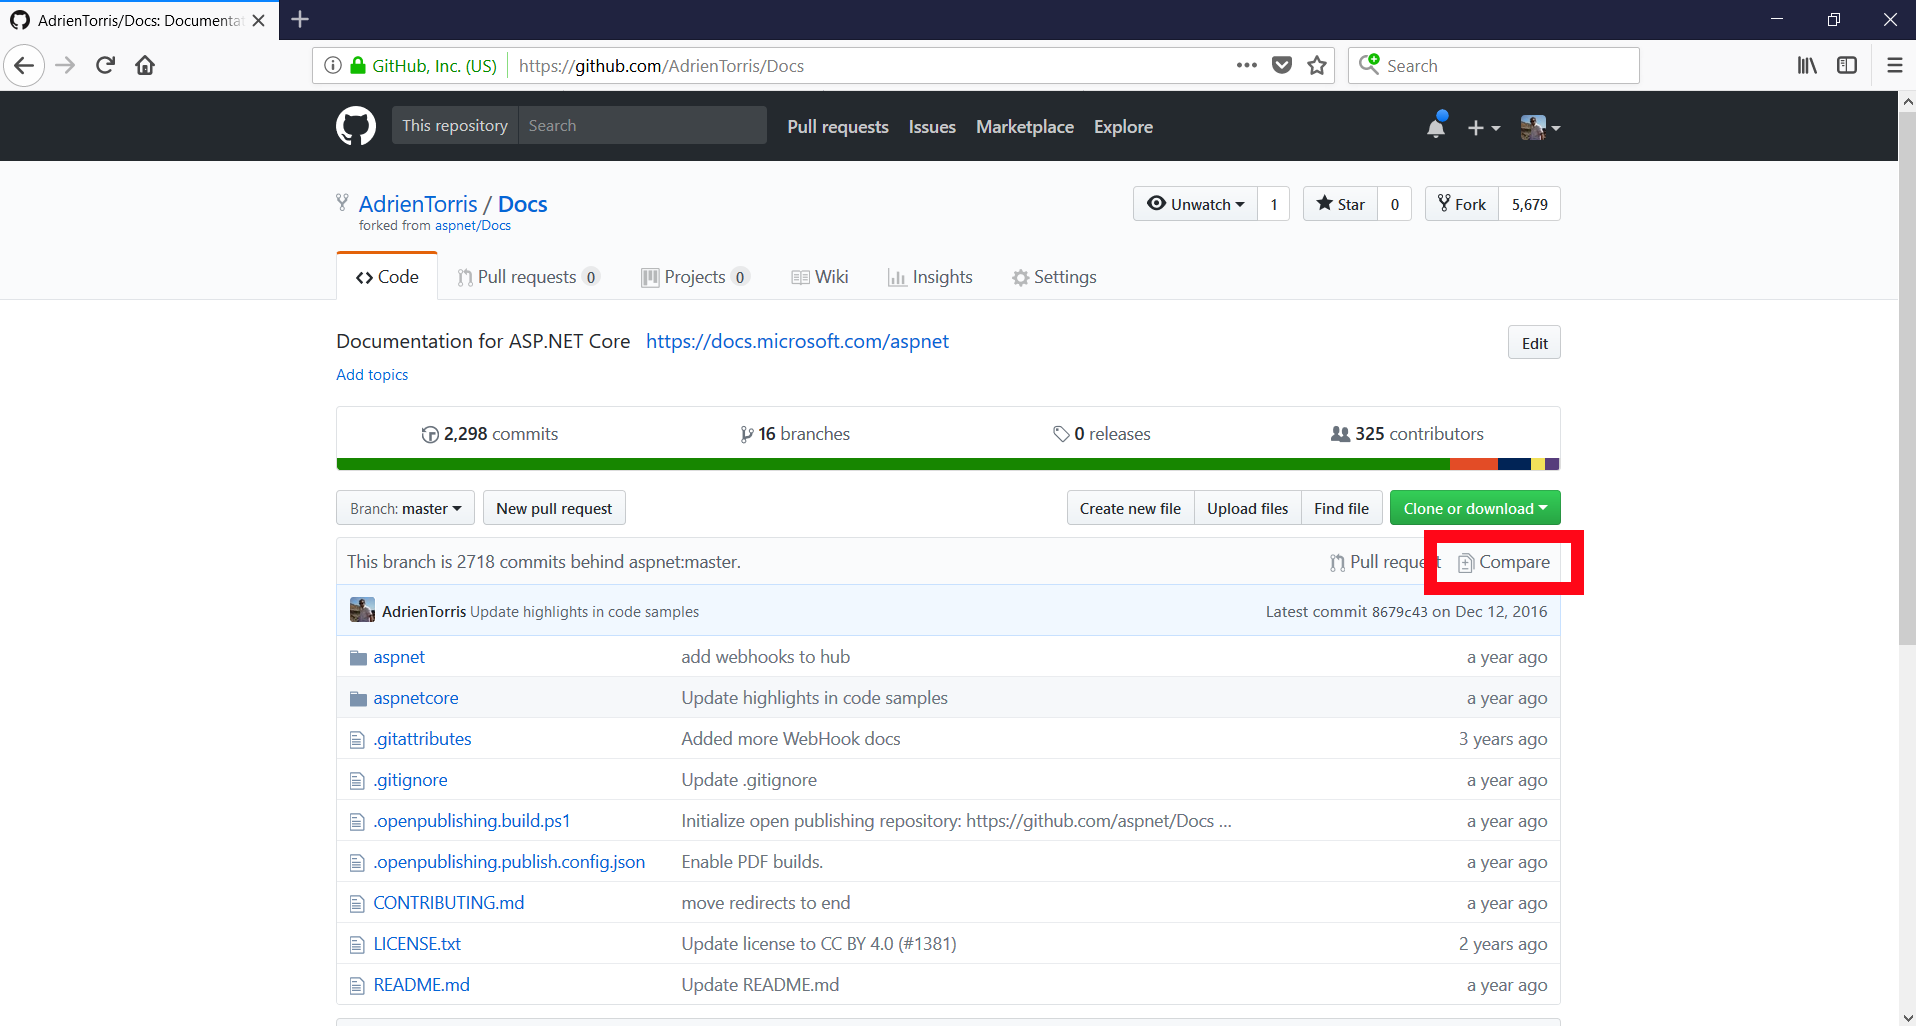 AdrienTorris/Docs: Documentat
GitHub, Inc. (US) https://github.com/AdrienTorris/Docs Search
This repository Search Pull requests Issues Marketplace Explore
AdrienTorris / Docs Unwatch 1 Star 0 Fork 5,679
forked from aspnet/Docs
Code Pull requests 0 Projects 0 Wiki Insights Settings
Documentation for ASP.NET Core https://docs.microsoft.com/aspnet Edit
Add topics
2,298 commits 16 branches 0 releases 325 contributors
Branch: master New pull request Create new file Upload files Find file Clone or download
This branch is 2718 commits behind aspnet:master. Pull request Compare
AdrienTorris Update highlights in code samples Latest commit 8679c43 on Dec 12, 2016
aspnet add webhooks to hub a year ago
aspnetcore Update highlights in code samples a year ago
.gitattributes Added more WebHook docs 3 years ago
.gitignore Update .gitignore a year ago
.openpublishing.build.ps1 Initialize open publishing repository: https://github.com/aspnet/Docs ... a year ago
.openpublishing.publish.config.json Enable PDF builds. a year ago
CONTRIBUTING.md move redirects to end a year ago
LICENSE.txt Update license to CC BY 4.0 (#1381) 2 years ago
README.md Update README.md a year ago